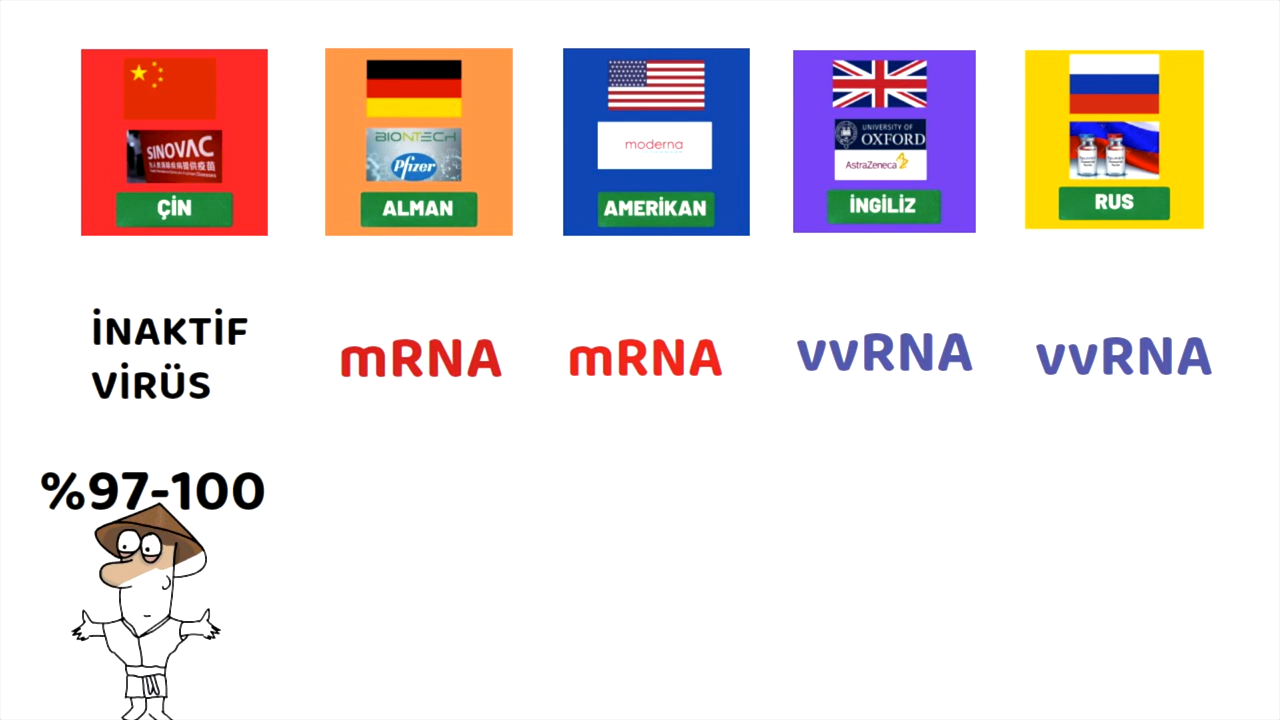 SINOVAC
ÇİN
BIONTECH
Pfizer
ALMAN
moderna
AMERİKAN
UNIVERSITY OF
OXFORD
AstraZeneca
İNGİLİZ
RUS
İNAKTİF
VİRÜS
mRNA
mRNA
vvRNA
vvRNA
%97-100